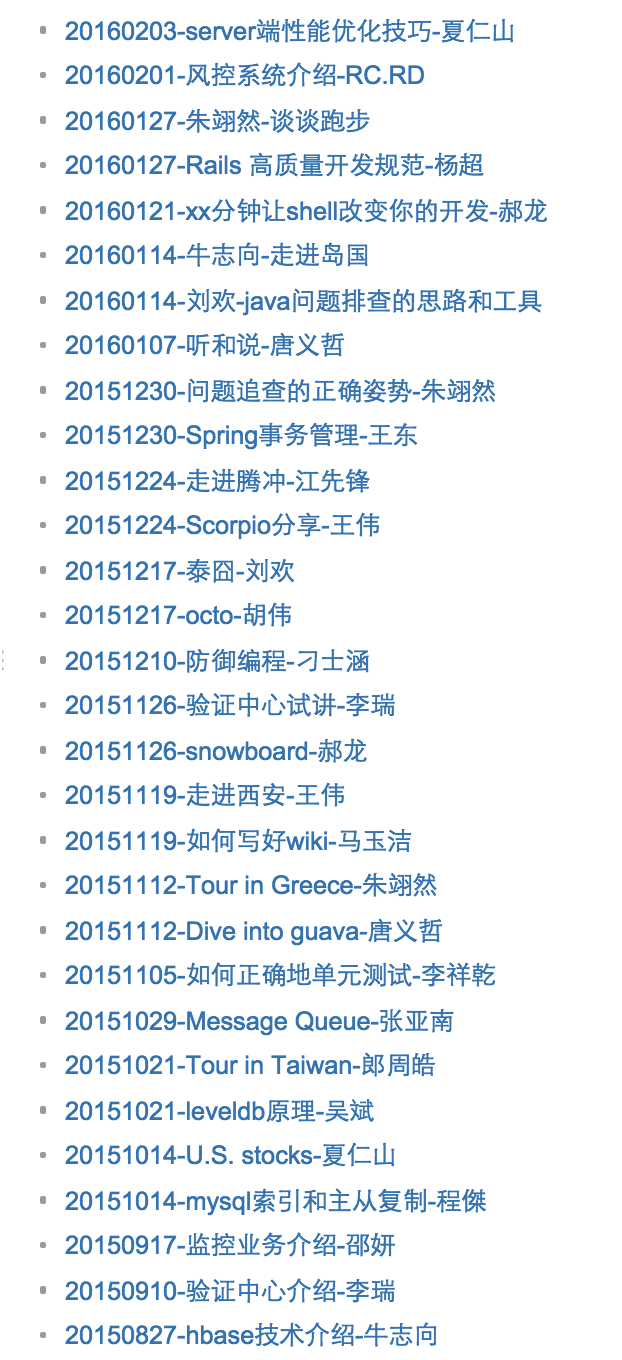 20160203-server端性能优化技巧-夏仁山
20160201-风控系统介绍-RC.RD
20160127-朱翊然-谈谈跑步
20160127-Rails 高质量开发规范-杨超
20160121-xx分钟让shell改变你的开发-郝龙
20160114-牛志向-走进岛国
20160114-刘欢-java问题排查的思路和工具
20160107-听和说-唐义哲
20151230-问题追查的正确姿势-朱翊然
20151230-Spring事务管理-王东
20151224-走进腾冲-江先锋
20151224-Scorpio分享-王伟
20151217-泰囧-刘欢
20151217-octo-胡伟
20151210-防御编程-刁士涵
20151126-验证中心试讲-李瑞
20151126-snowboard-郝龙
20151119-走进西安-王伟
20151119-如何写好wiki-马玉洁
20151112-Tour in Greece-朱翊然
20151112-Dive into guava-唐义哲
20151105-如何正确地单元测试-李祥乾
20151029-Message Queue-张亚南
20151021-Tour in Taiwan-郎周皓
20151021-leveldb原理-吴斌
20151014-U.S. stocks-夏仁山
20151014-mysql索引和主从复制-程傑
20150917-监控业务介绍-邵妍
20150910-验证中心介绍-李瑞
20150827-hbase技术介绍-牛志向